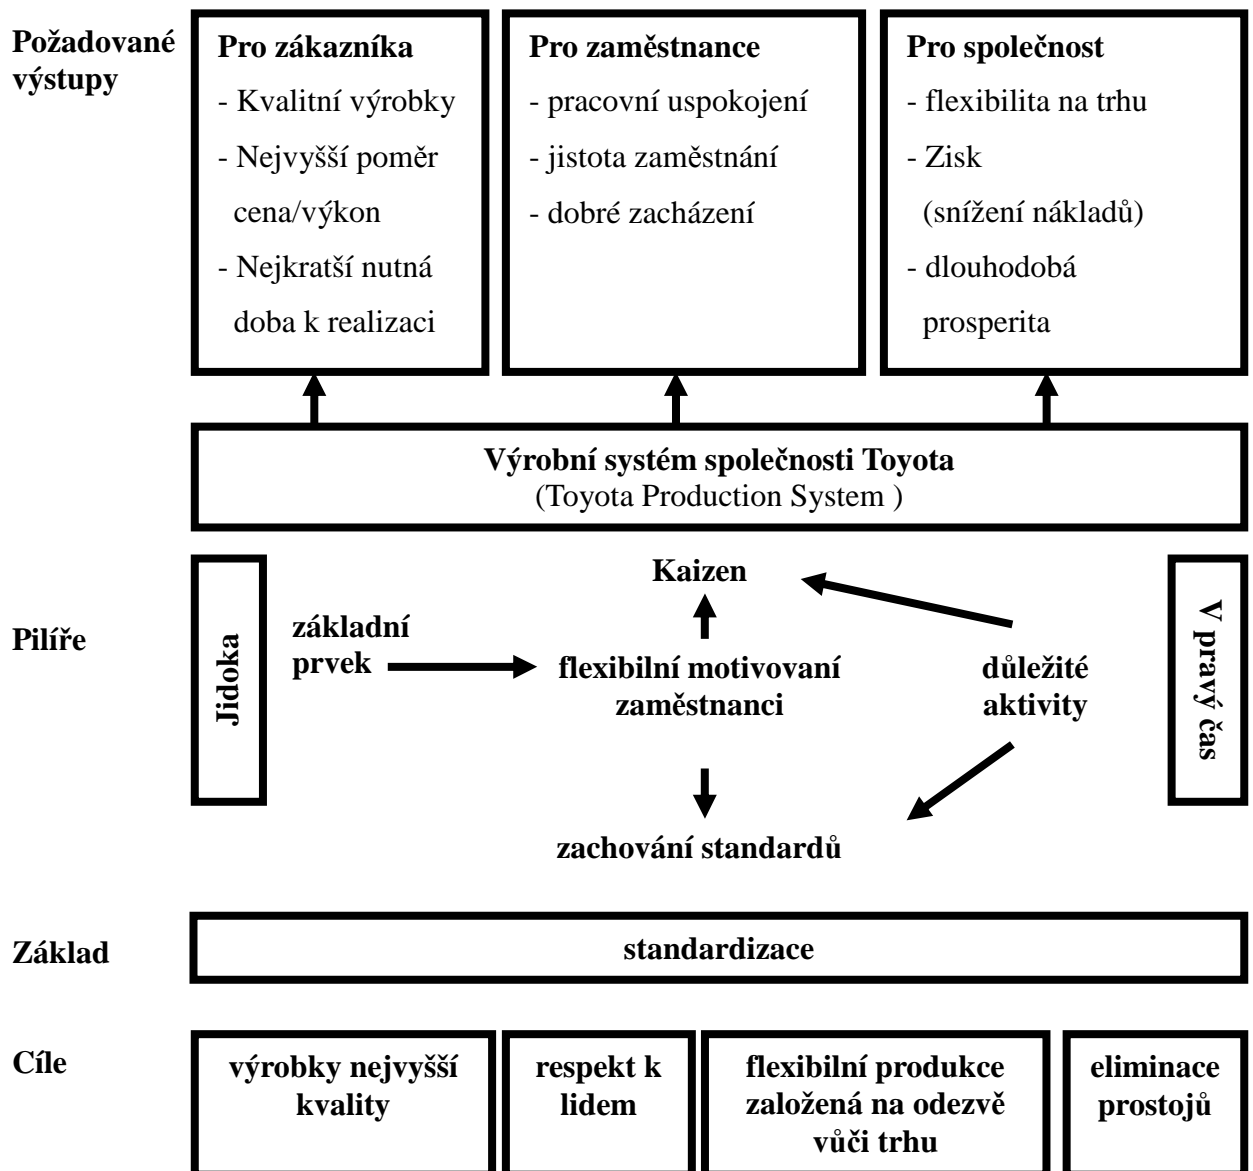 Požadované
výstupy
Pro zákazníka
- Kvalitní výrobky
- Nejvyšší poměr
cena/výkon
- Nejkratší nutná
doba k realizaci
Pro zaměstnance
- pracovní uspokojení
- jistota zaměstnání
- dobré zacházení
Pro společnost
- flexibilita na trhu
- Zisk
(snížení nákladů)
- dlouhodobá
prosperita
Výrobní systém společnosti Toyota
(Toyota Production System )
Pilíře
Jidoka
základní
prvek
Kaizen
flexibilní motivovaní
zaměstnanci
zachování standardů
důležité
aktivity
V pravý čas
Základ
standardizace
Cíle
výrobky nejvyšší
kvality
respekt k
lidem
flexibilní produkce
založená na odezvě
vůči trhu
eliminace
prostojů